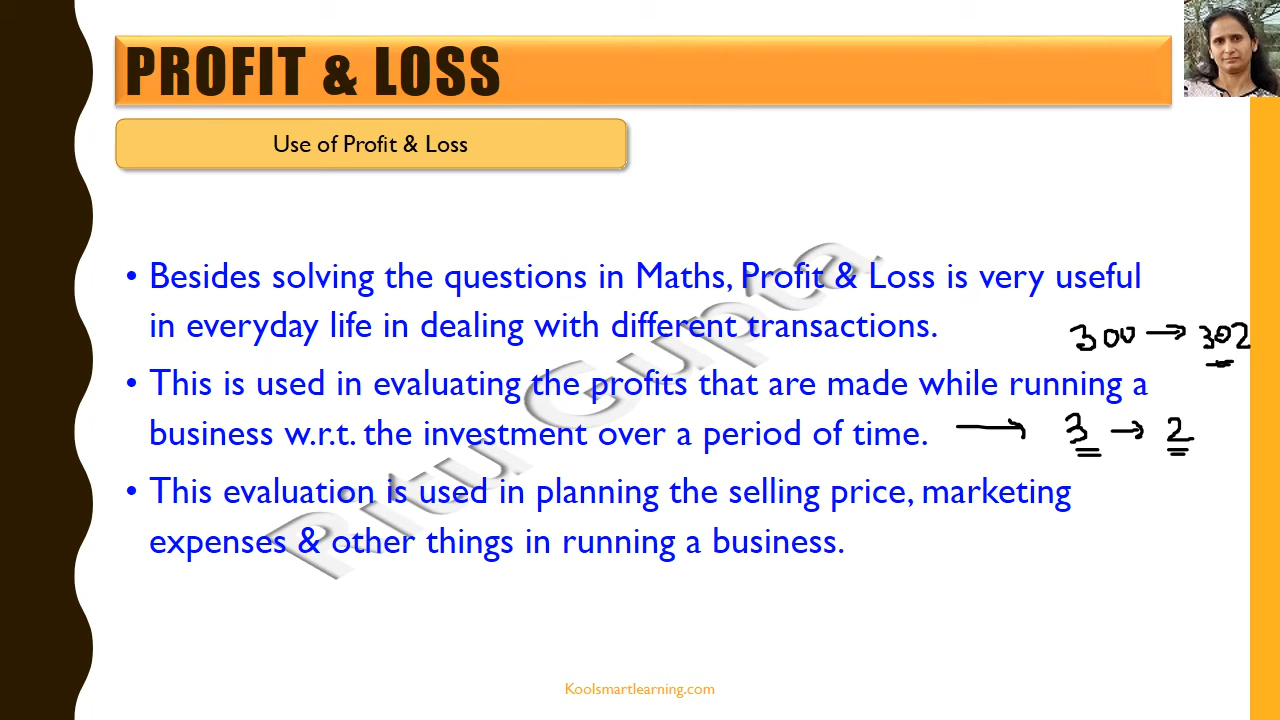 PROFIT & LOSS
Use of Profit & Loss
• Besides solving the questions in Maths, Profit & Loss is very useful
in everyday life in dealing with different transactions.
300 → 302
• This is used in evaluating the profits that are made while running a
business w.r.t. the investment over a period of time. → 3 → 2
• This evaluation is used in planning the selling price, marketing
expenses & other things in running a business.
Ritu Gupta
Koolsmartlearning.com